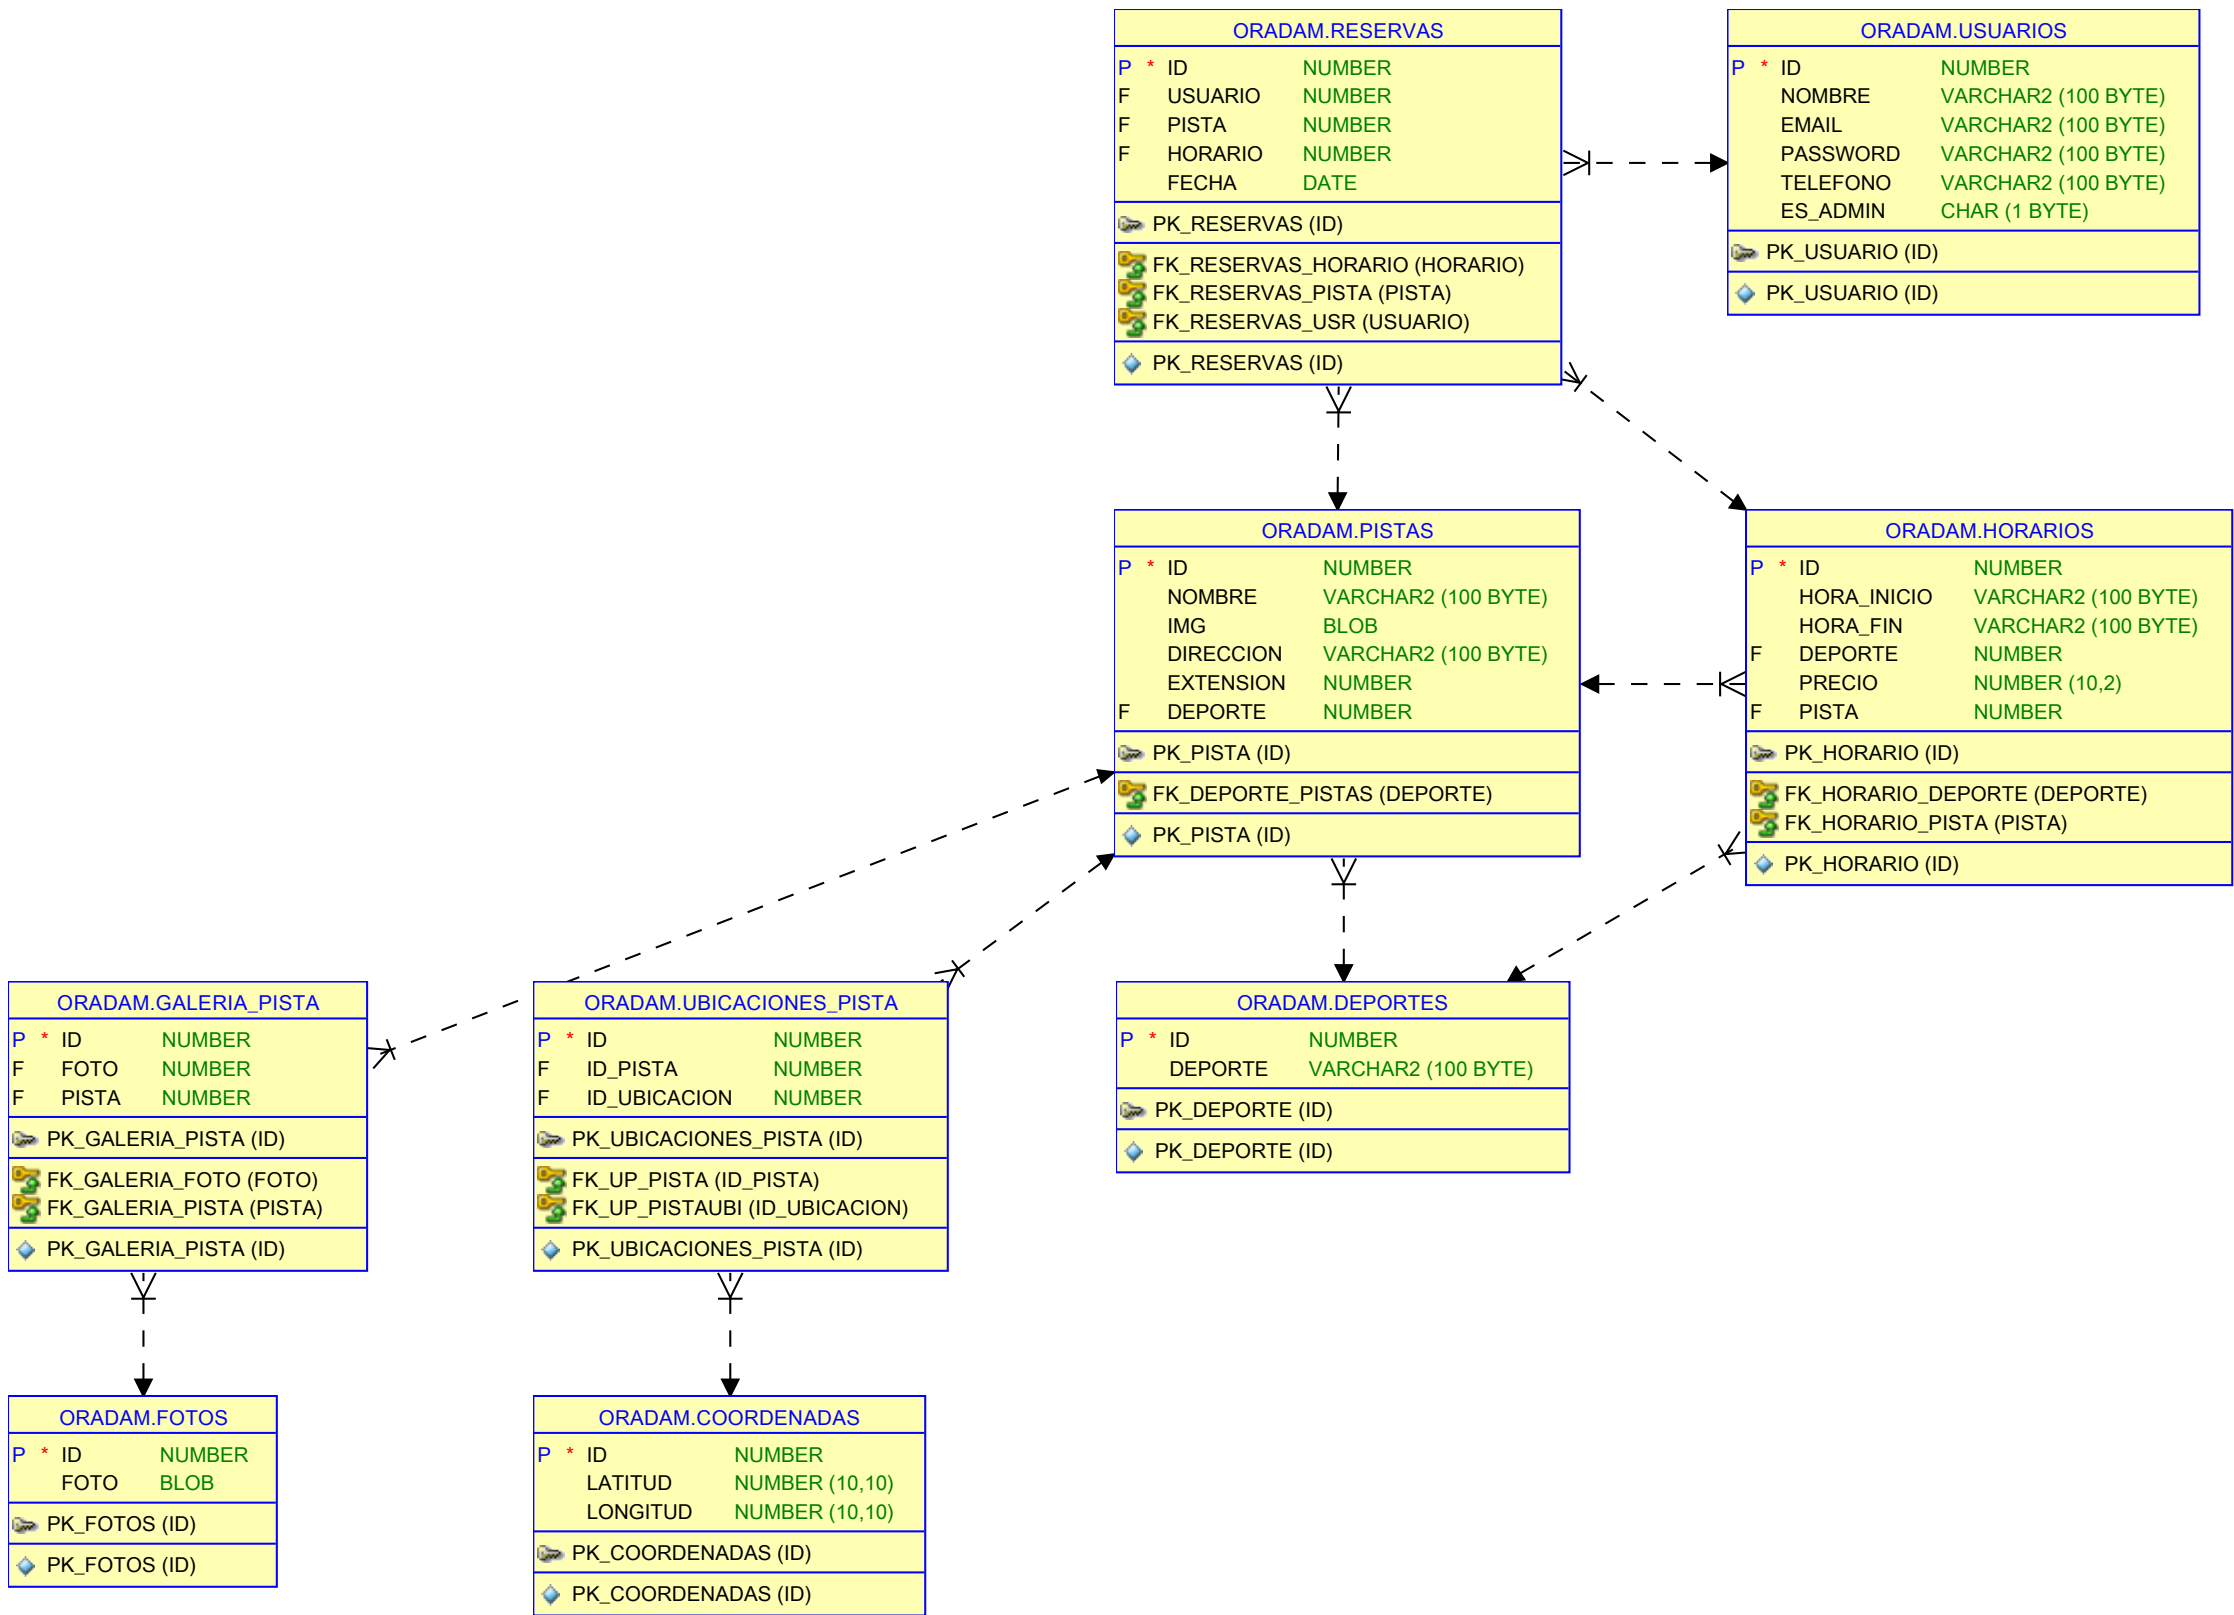 ORADAM.RESERVAS
P * ID NUMBER
F USUARIO NUMBER
F PISTA NUMBER
F HORARIO NUMBER
FECHA DATE
PK_RESERVAS (ID)
FK_RESERVAS_HORARIO (HORARIO)
FK_RESERVAS_PISTA (PISTA)
FK_RESERVAS_USR (USUARIO)
PK_RESERVAS (ID)
ORADAM.USUARIOS
P * ID NUMBER
NOMBRE VARCHAR2 (100 BYTE)
EMAIL VARCHAR2 (100 BYTE)
PASSWORD VARCHAR2 (100 BYTE)
TELEFONO VARCHAR2 (100 BYTE)
ES_ADMIN CHAR (1 BYTE)
PK_USUARIO (ID)
PK_USUARIO (ID)
ORADAM.PISTAS
P * ID NUMBER
NOMBRE VARCHAR2 (100 BYTE)
IMG BLOB
DIRECCION VARCHAR2 (100 BYTE)
EXTENSION NUMBER
F DEPORTE NUMBER
PK_PISTA (ID)
FK_DEPORTE_PISTAS (DEPORTE)
PK_PISTA (ID)
ORADAM.HORARIOS
P * ID NUMBER
HORA_INICIO VARCHAR2 (100 BYTE)
HORA_FIN VARCHAR2 (100 BYTE)
F DEPORTE NUMBER
PRECIO NUMBER (10,2)
F PISTA NUMBER
PK_HORARIO (ID)
FK_HORARIO_DEPORTE (DEPORTE)
FK_HORARIO_PISTA (PISTA)
PK_HORARIO (ID)
ORADAM.GALERIA_PISTA
P * ID NUMBER
F FOTO NUMBER
F PISTA NUMBER
PK_GALERIA_PISTA (ID)
FK_GALERIA_FOTO (FOTO)
FK_GALERIA_PISTA (PISTA)
PK_GALERIA_PISTA (ID)
ORADAM.UBICACIONES_PISTA
P * ID NUMBER
F ID_PISTA NUMBER
F ID_UBICACION NUMBER
PK_UBICACIONES_PISTA (ID)
FK_UP_PISTA (ID_PISTA)
FK_UP_PISTAUBI (ID_UBICACION)
PK_UBICACIONES_PISTA (ID)
ORADAM.DEPORTES
P * ID NUMBER
DEPORTE VARCHAR2 (100 BYTE)
PK_DEPORTE (ID)
PK_DEPORTE (ID)
ORADAM.FOTOS
P * ID NUMBER
FOTO BLOB
PK_FOTOS (ID)
PK_FOTOS (ID)
ORADAM.COORDENADAS
P * ID NUMBER
LATITUD NUMBER (10,10)
LONGITUD NUMBER (10,10)
PK_COORDENADAS (ID)
PK_COORDENADAS (ID)